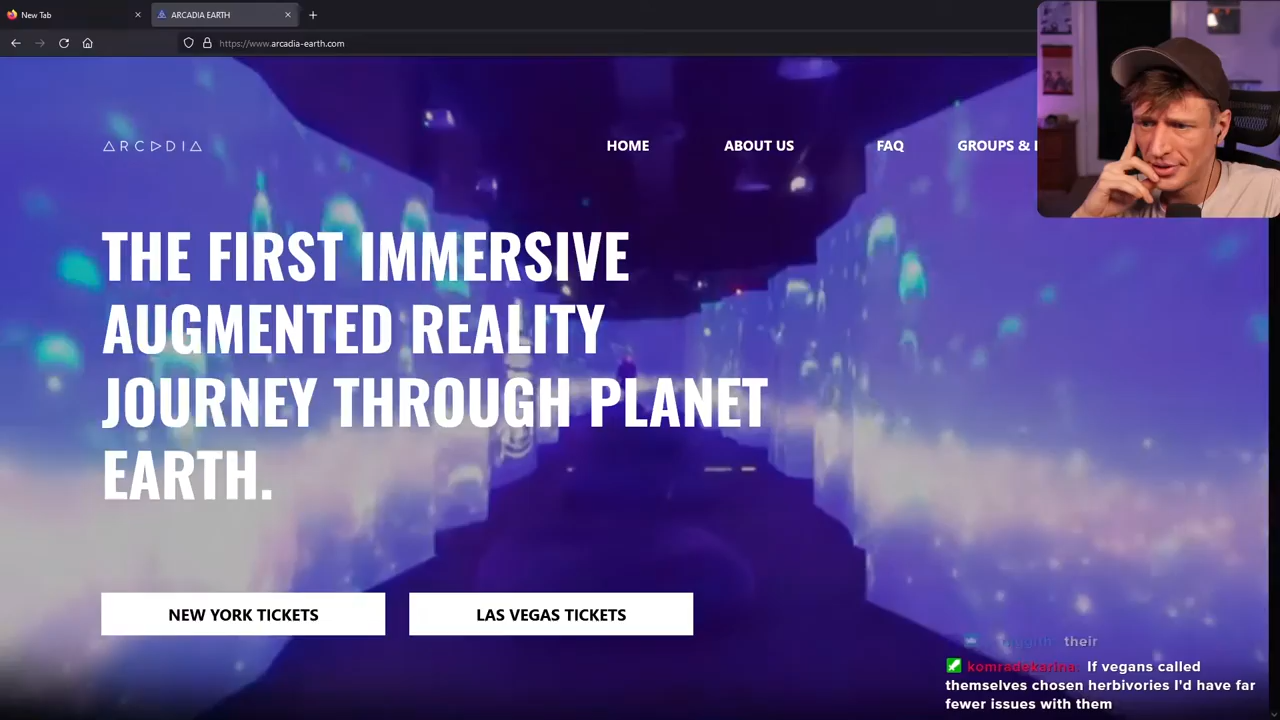 New Tab
ARCADIA EARTH
https://www.arcadia-earth.com
ARCADIA
HOME
ABOUT US
FAQ
GROUPS &
THE FIRST IMMERSIVE
AUGMENTED REALITY
JOURNEY THROUGH PLANET
EARTH.
NEW YORK TICKETS
LAS VEGAS TICKETS
their
komradekarina: If vegans called
themselves chosen herbivories I'd have far
fewer issues with them